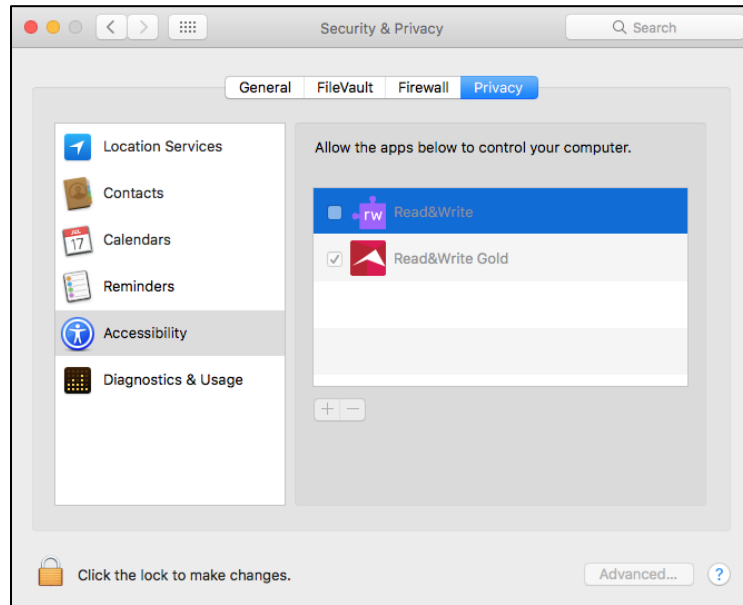 Security & Privacy
Search
General FileVault Firewall Privacy
Location Services
Contacts
JUL
17
Calendars
Reminders
Accessibility
Diagnostics & Usage
Allow the apps below to control your computer.
rw Read&Write
Read&Write Gold
+ −
Click the lock to make changes.
Advanced... ?